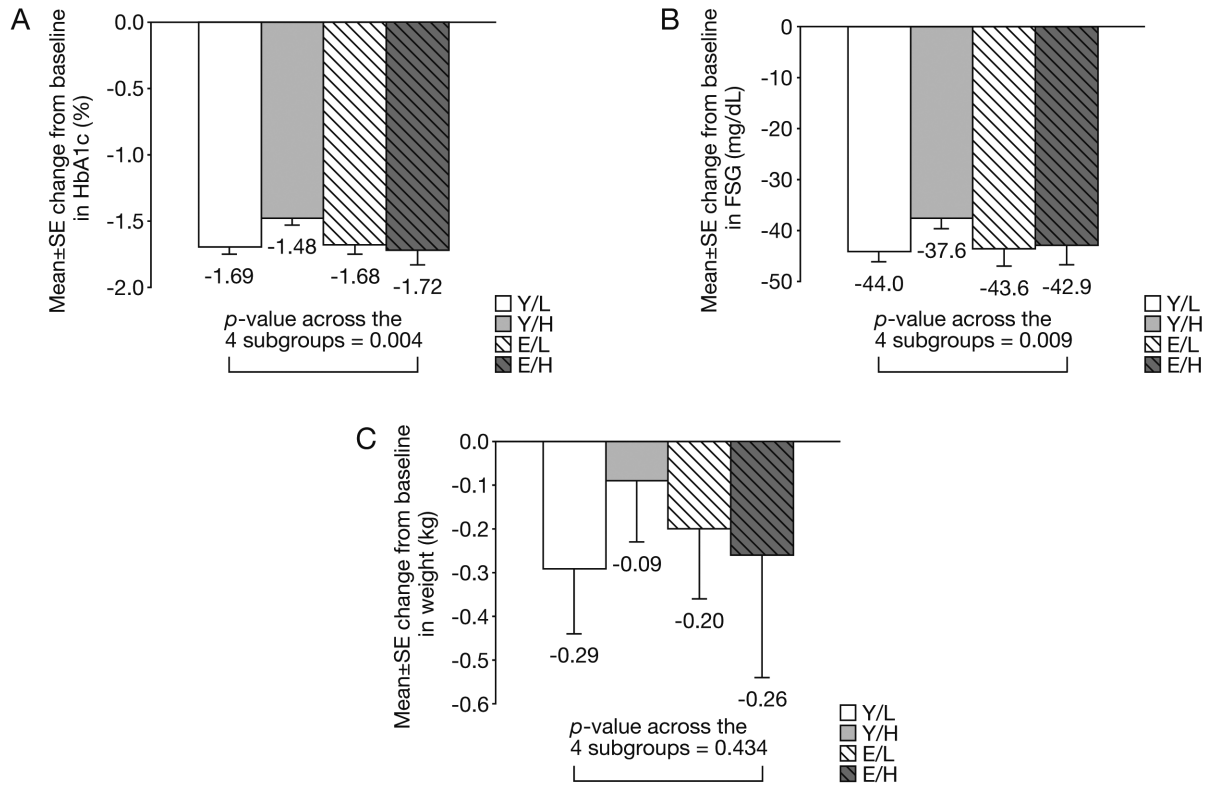 A
Mean±SE change from baseline
in HbA1c (%)
0.0
-0.5
-1.0
-1.5
-2.0
-1.69
-1.48
-1.68
-1.72
p-value across the
4 subgroups = 0.004
Y/L
Y/H
E/L
E/H
B
Mean±SE change from baseline
in FSG (mg/dL)
0
-10
-20
-30
-40
-50
-44.0
-37.6
-43.6
-42.9
p-value across the
4 subgroups = 0.009
Y/L
Y/H
E/L
E/H
C
Mean±SE change from baseline
in weight (kg)
0.0
-0.1
-0.2
-0.3
-0.4
-0.5
-0.6
-0.29
-0.09
-0.20
-0.26
p-value across the
4 subgroups = 0.434
Y/L
Y/H
E/L
E/H